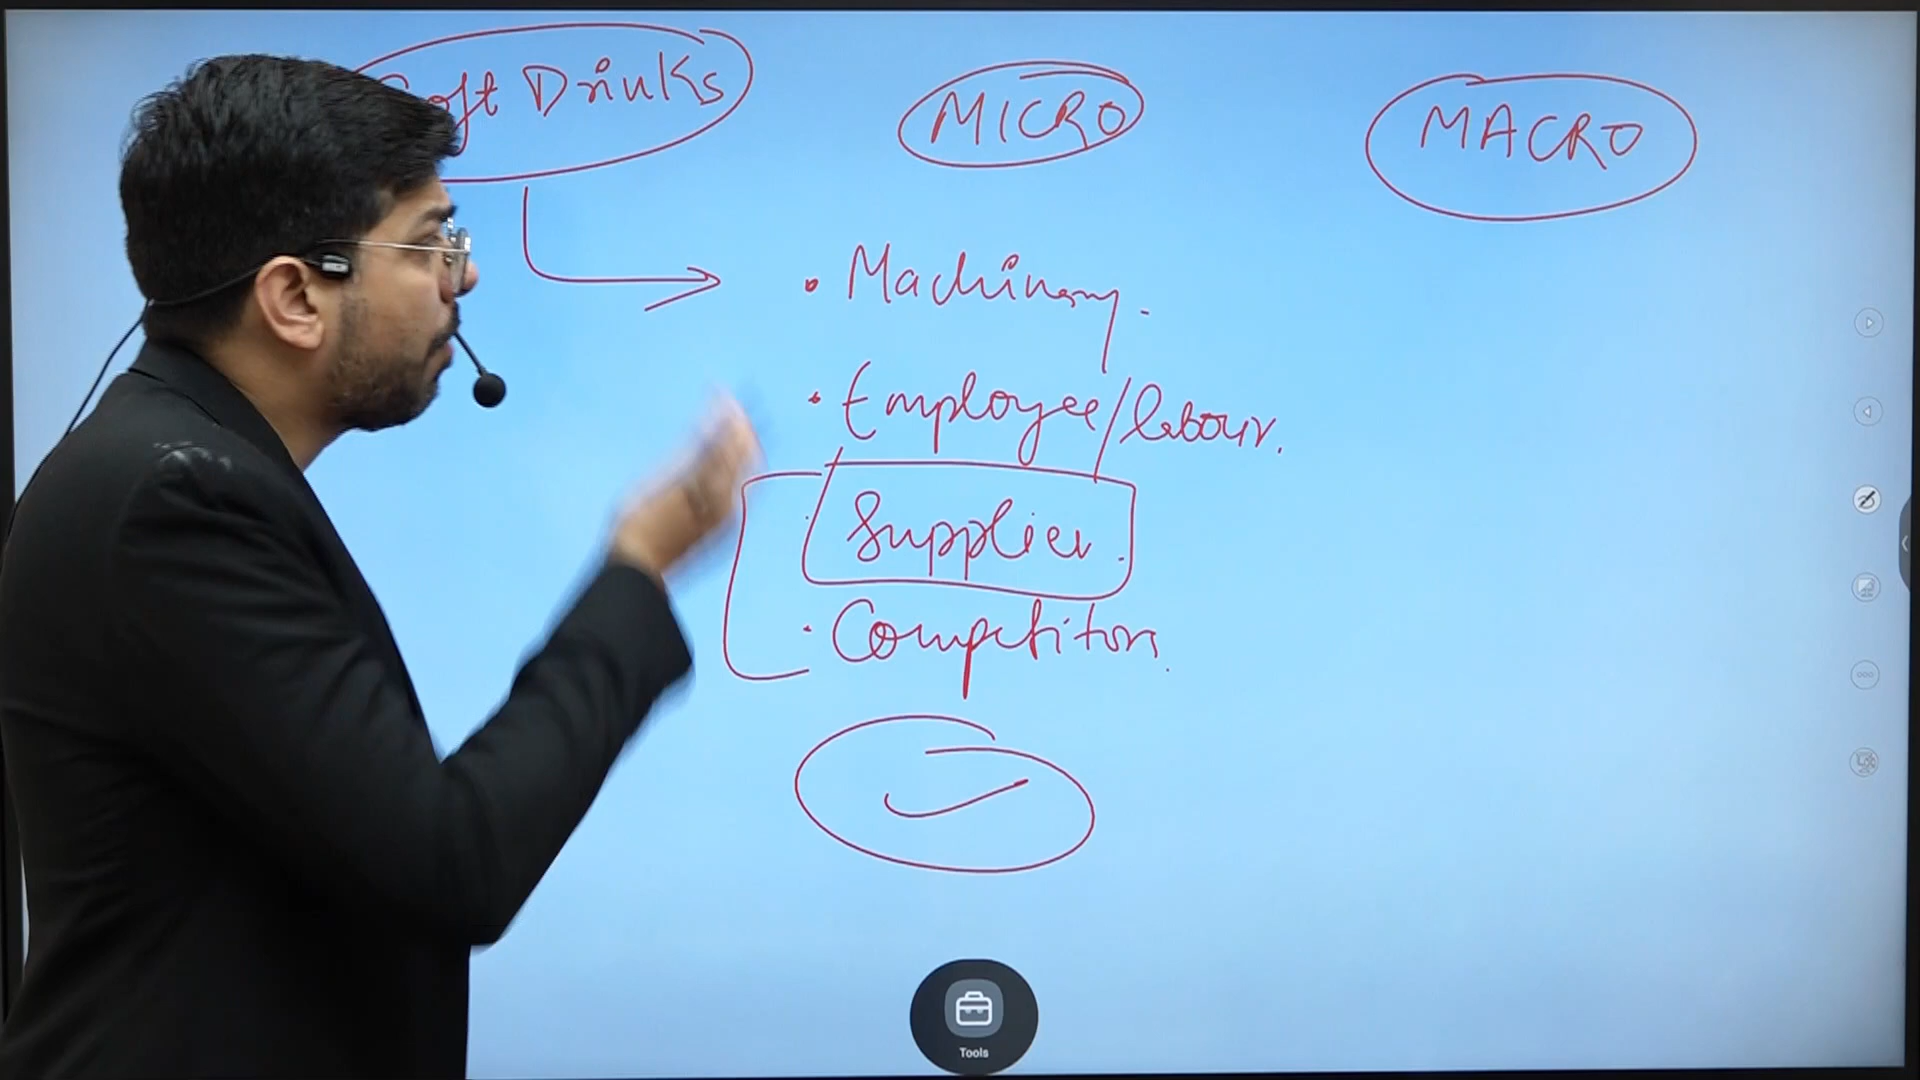 Soft Drinks
MICRO
MACRO
• Machinery.
• Employee/labour.
• Supplier.
• Competitors.
Tools